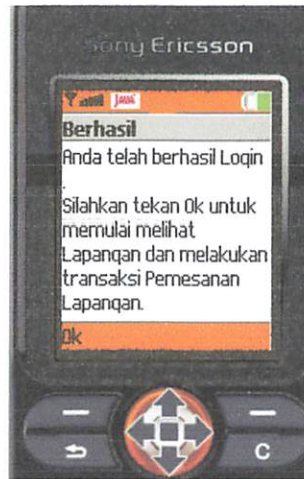 Sony Ericsson
JAVA
Berhasil
Anda telah berhasil Login
.
Silahkan tekan Ok untuk
memulai melihat
Lapangan dan melakukan
transaksi Pemesanan
Lapangan.
Ok
C